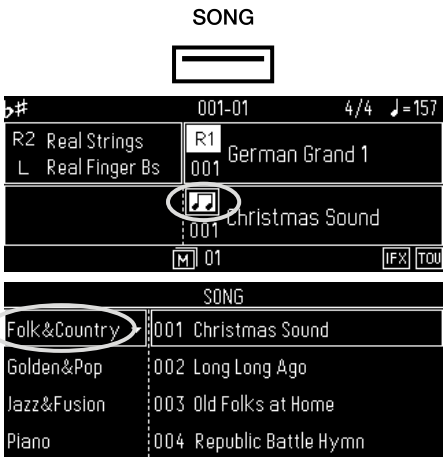 SONG
♭♯ 001-01 4/4 ♩=157
R2 Real Strings R1
L Real Finger Bs 001 German Grand 1
001 Christmas Sound
M 01 IFX TOU
SONG
Folk&Country 001 Christmas Sound
Golden&Pop 002 Long Long Ago
Jazz&Fusion 003 Old Folks at Home
Piano 004 Republic Battle Hymn